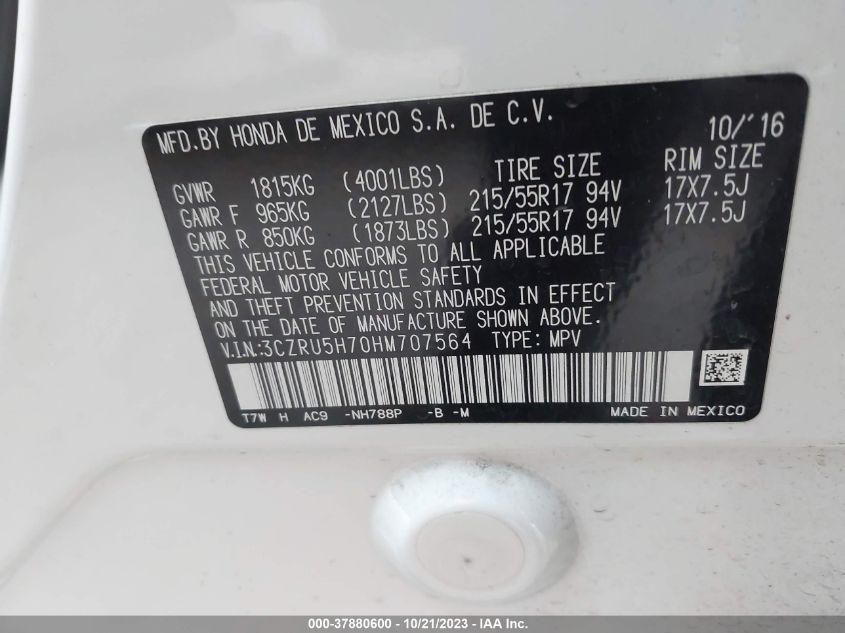 MFD.BY HONDA DE MEXICO S.A. DE C.V. 10/'16
TIRE SIZE RIM SIZE
GVWR 1815KG (4001LBS)
GAWR F 965KG (2127LBS) 215/55R17 94V 17X7.5J
GAWR R 850KG (1873LBS) 215/55R17 94V 17X7.5J
THIS VEHICLE CONFORMS TO ALL APPLICABLE
FEDERAL MOTOR VEHICLE SAFETY
AND THEFT PREVENTION STANDARDS IN EFFECT
ON THE DATE OF MANUFACTURE SHOWN ABOVE.
V.I.N.:3CZRU5H70HM707564 TYPE: MPV
T7W H AC9 -NH788P -B -M MADE IN MEXICO
000-37880600 - 10/21/2023 - IAA Inc.